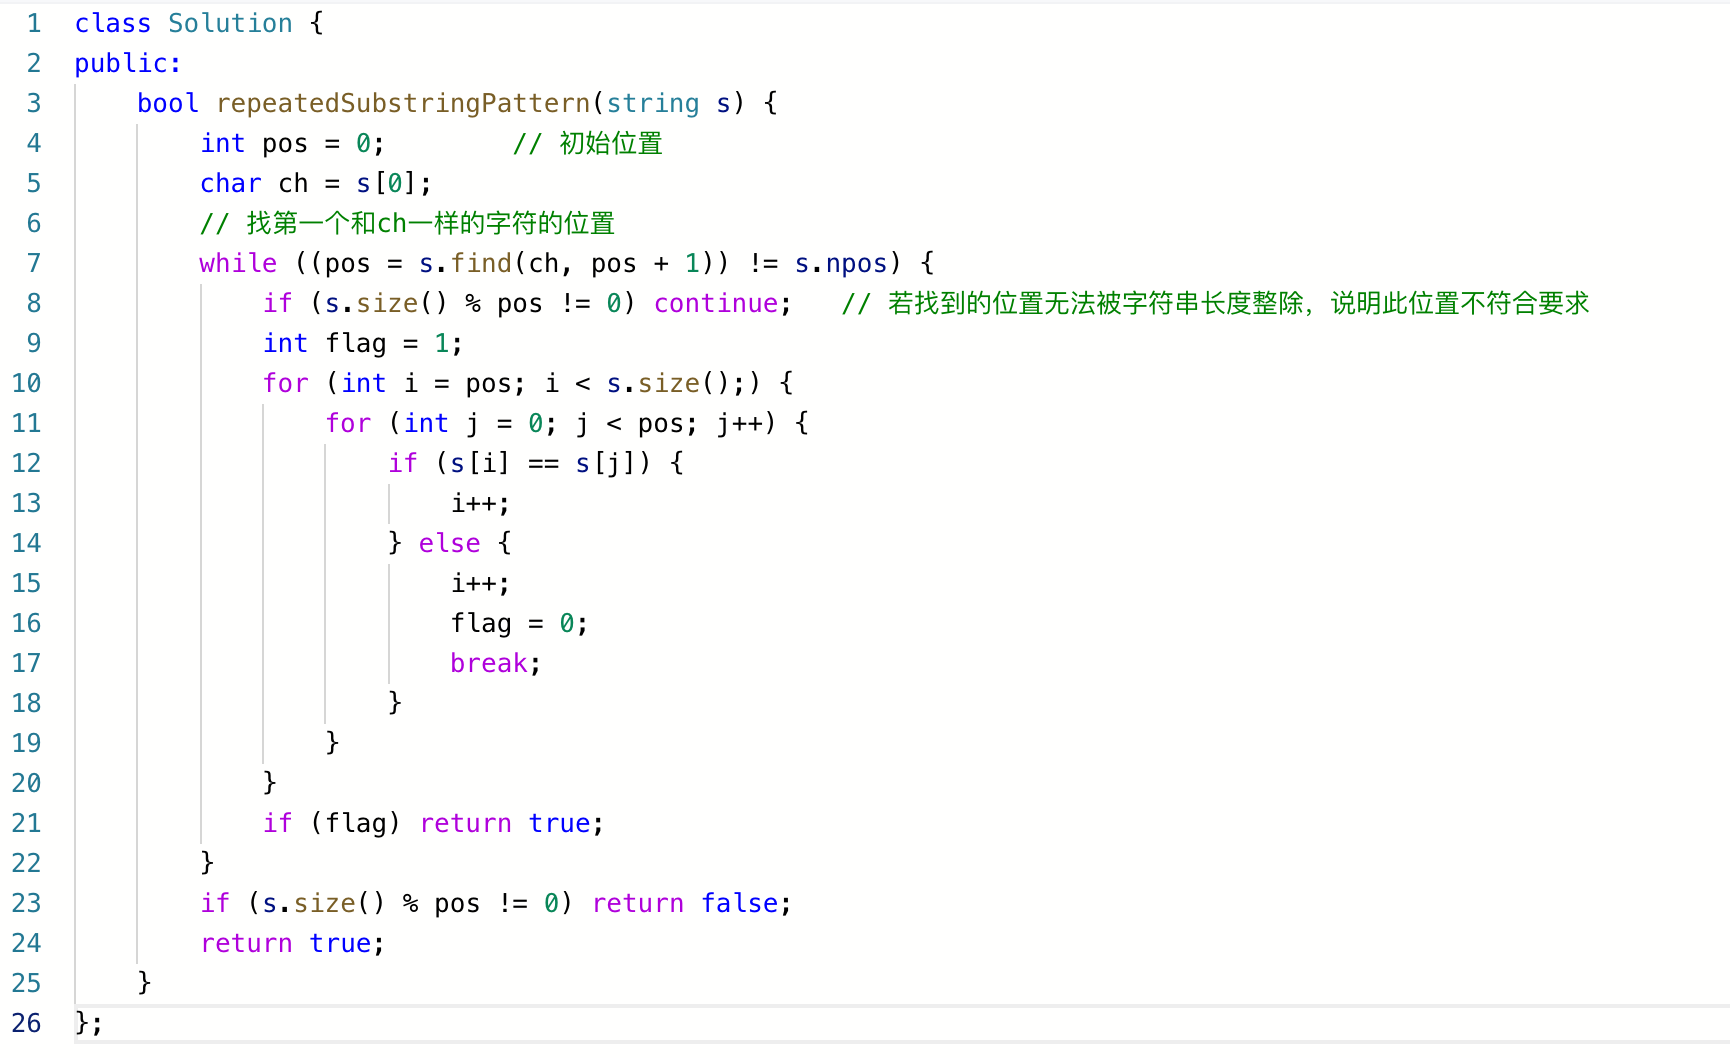 1 class Solution {
2 public:
3     bool repeatedSubstringPattern(string s) {
4         int pos = 0;        // 初始位置
5         char ch = s[0];
6         // 找第一个和ch一样的字符的位置
7         while ((pos = s.find(ch, pos + 1)) != s.npos) {
8             if (s.size() % pos != 0) continue;   // 若找到的位置无法被字符串长度整除，说明此位置不符合要求
9             int flag = 1;
10             for (int i = pos; i < s.size();) {
11                 for (int j = 0; j < pos; j++) {
12                     if (s[i] == s[j]) {
13                         i++;
14                     } else {
15                         i++;
16                         flag = 0;
17                         break;
18                     }
19                 }
20             }
21             if (flag) return true;
22         }
23         if (s.size() % pos != 0) return false;
24         return true;
25     }
26 };